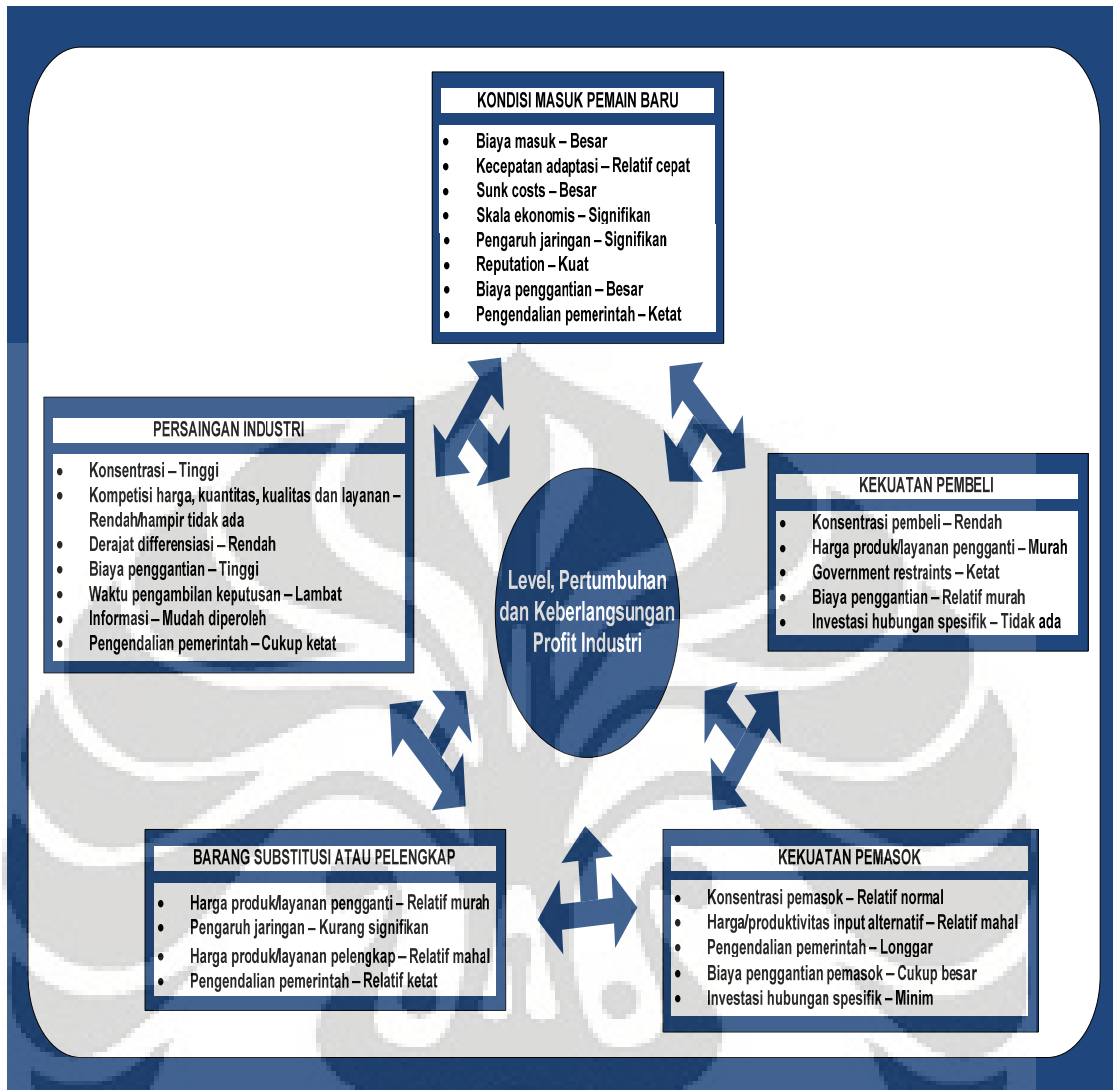 KONDISI MASUK PEMAIN BARU
• Biaya masuk – Besar
• Kecepatan adaptasi – Relatif cepat
• Sunk costs – Besar
• Skala ekonomis – Signifikan
• Pengaruh jaringan – Signifikan
• Reputation – Kuat
• Biaya penggantian – Besar
• Pengendalian pemerintah – Ketat
PERSAINGAN INDUSTRI
• Konsentrasi – Tinggi
• Kompetisi harga, kuantitas, kualitas dan layanan –
Rendah/hampir tidak ada
• Derajat differensiasi – Rendah
• Biaya penggantian – Tinggi
• Waktu pengambilan keputusan – Lambat
• Informasi – Mudah diperoleh
• Pengendalian pemerintah – Cukup ketat
KEKUATAN PEMBELI
• Konsentrasi pembeli – Rendah
• Harga produk/layanan pengganti – Murah
• Government restraints – Ketat
• Biaya penggantian – Relatif murah
• Investasi hubungan spesifik – Tidak ada
Level, Pertumbuhan
dan Keberlangsungan
Profit Industri
BARANG SUBSTITUSI ATAU PELENGKAP
• Harga produk/layanan pengganti – Relatif murah
• Pengaruh jaringan – Kurang signifikan
• Harga produk/layanan pelengkap – Relatif mahal
• Pengendalian pemerintah – Relatif ketat
KEKUATAN PEMASOK
• Konsentrasi pemasok – Relatif normal
• Harga/produktivitas input alternatif – Relatif mahal
• Pengendalian pemerintah – Longgar
• Biaya penggantian pemasok – Cukup besar
• Investasi hubungan spesifik – Minim